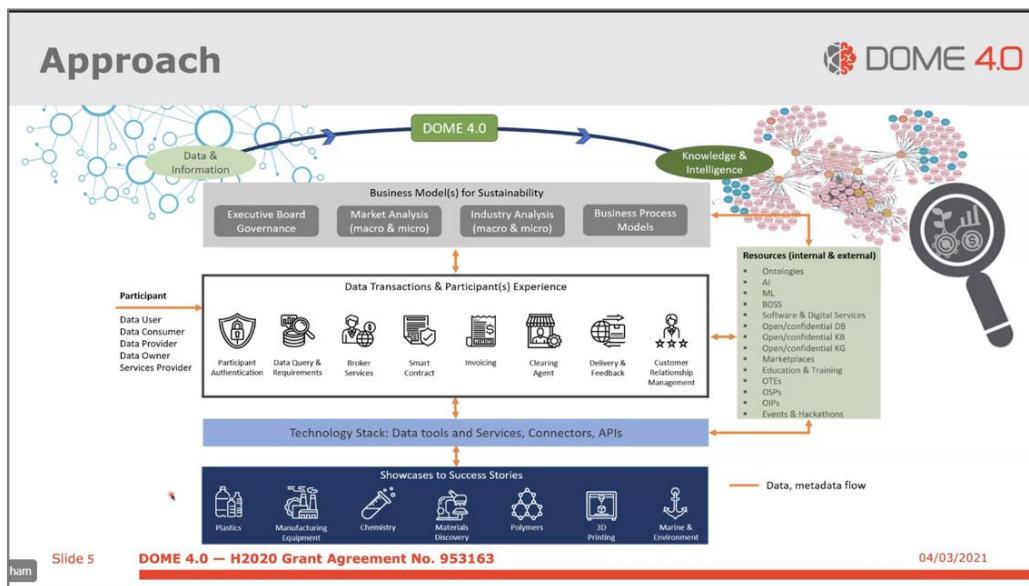 Approach
DOME 4.0
DOME 4.0
Data &
Information
Knowledge &
Intelligence
Business Model(s) for Sustainability
Executive Board
Governance
Market Analysis
(macro & micro)
Industry Analysis
(macro & micro)
Business Process
Models
Resources (internal & external)
Ontologies
AI
ML
BOSS
Software & Digital Services
Open/confidential DB
Open/confidential KB
Open/confidential KG
Marketplaces
Education & Training
OTEs
OSPs
OIPs
Events & Hackathons
Participant
Data User
Data Consumer
Data Provider
Data Owner
Services Provider
Data Transactions & Participant(s) Experience
Participant
Authentication
Data Query &
Requirements
Broker
Services
Smart
Contract
Invoicing
Clearing
Agent
Delivery &
Feedback
Customer
Relationship
Management
Technology Stack: Data tools and Services, Connectors, APIs
Showcases to Success Stories
Plastics
Manufacturing
Equipment
Chemistry
Materials
Discovery
Polymers
3D
Printing
Marine &
Environment
Data, metadata flow
Slide 5
DOME 4.0 — H2020 Grant Agreement No. 953163
04/03/2021
ham